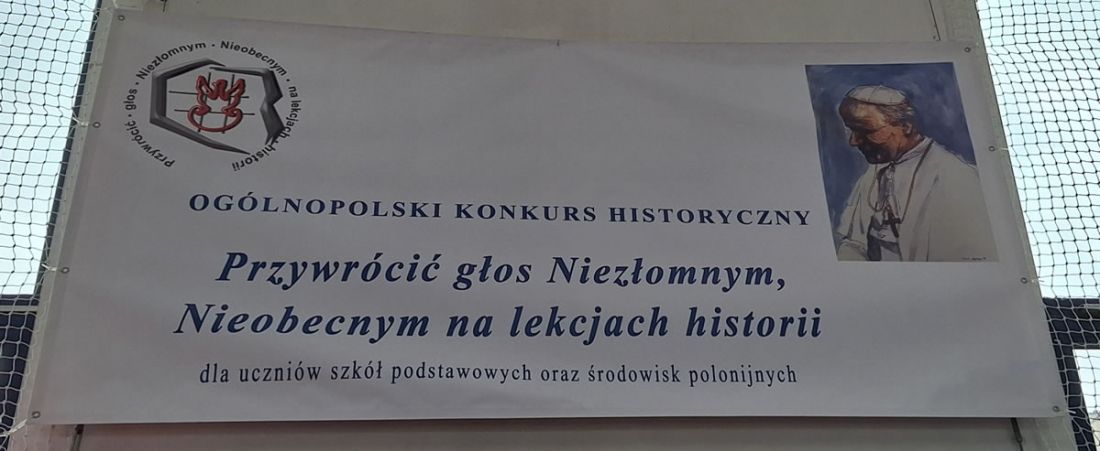 Przywrócić · głos · Niezłomnym · Nieobecnym · na lekcjach · historii
OGÓLNOPOLSKI KONKURS HISTORYCZNY
Przywrócić głos Niezłomnym,
Nieobecnym na lekcjach historii
dla uczniów szkół podstawowych oraz środowisk polonijnych